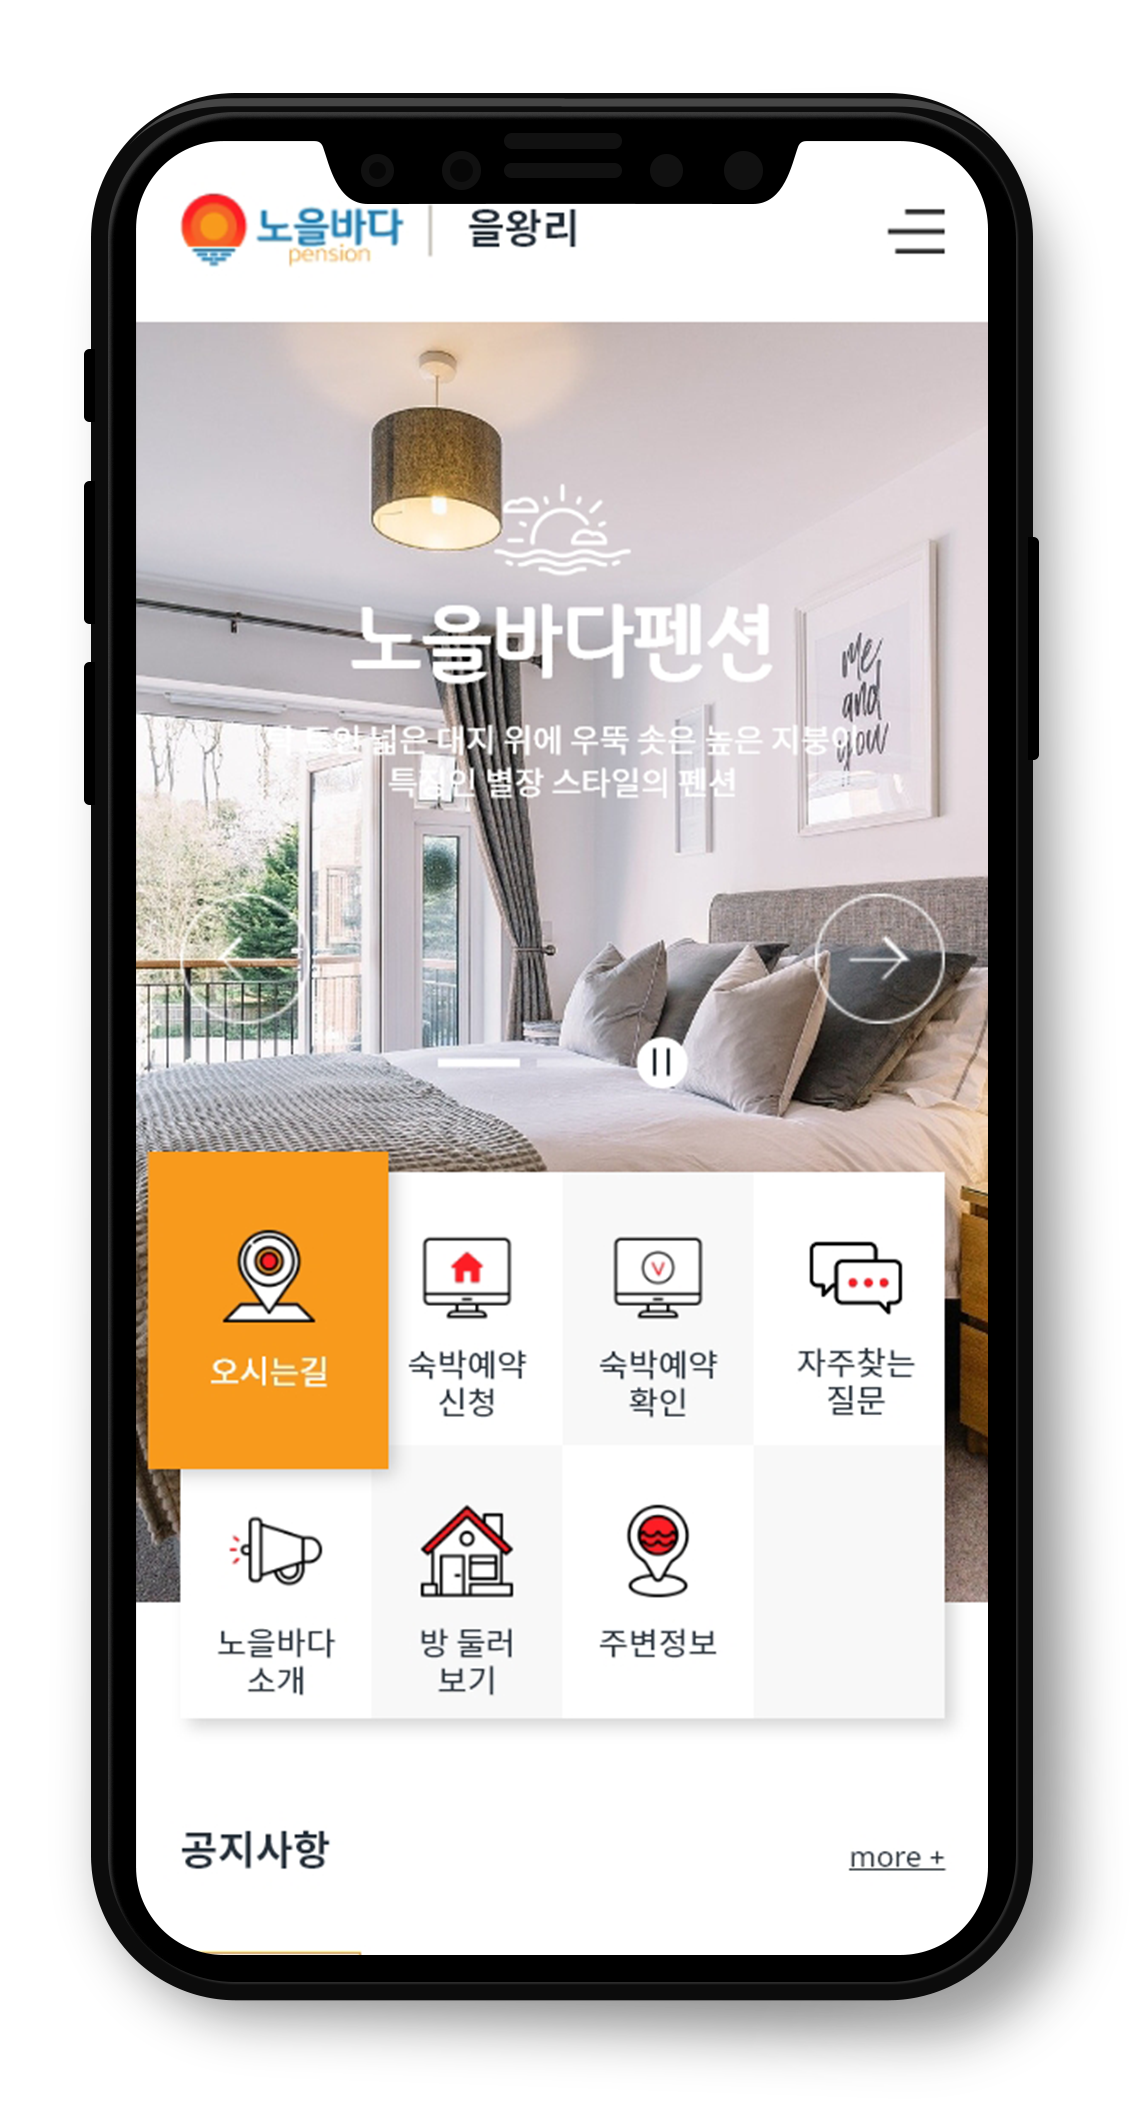 노을바다
pension
을왕리
노을바다펜션
me
and
you
탁 트인 넓은 대지 위에 우뚝 솟은 높은 지붕이
특징인 별장 스타일의 펜션
오시는길
숙박예약
신청
숙박예약
확인
자주찾는
질문
노을바다
소개
방 둘러
보기
주변정보
공지사항
more +